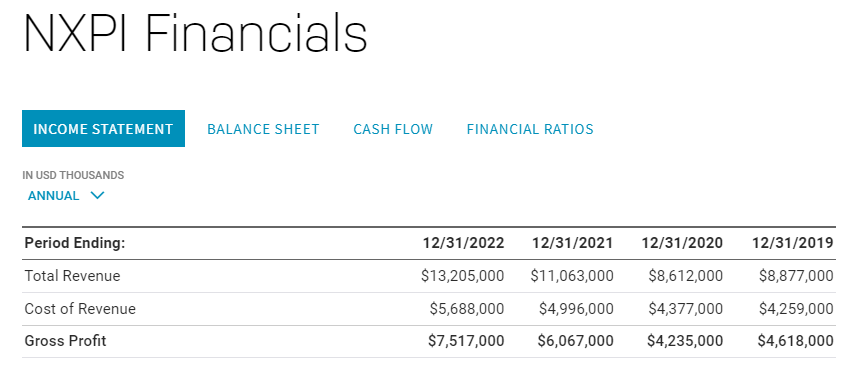 NXPI Financials
INCOME STATEMENT BALANCE SHEET CASH FLOW FINANCIAL RATIOS
IN USD THOUSANDS
ANNUAL
Period Ending: 12/31/2022 12/31/2021 12/31/2020 12/31/2019
Total Revenue $13,205,000 $11,063,000 $8,612,000 $8,877,000
Cost of Revenue $5,688,000 $4,996,000 $4,377,000 $4,259,000
Gross Profit $7,517,000 $6,067,000 $4,235,000 $4,618,000